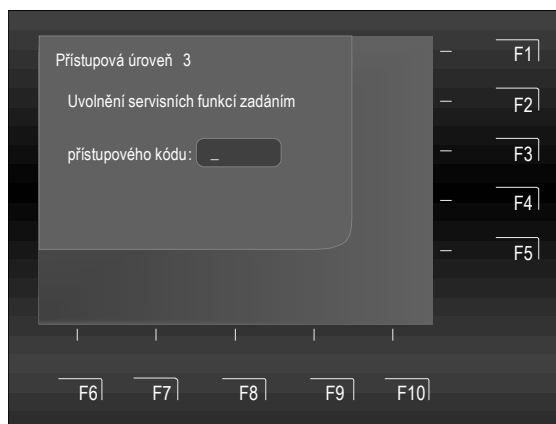 Přístupová úroveň 3
Uvolnění servisních funkcí zadáním
přístupového kódu: _
F1
F2
F3
F4
F5
F6 F7 F8 F9 F10